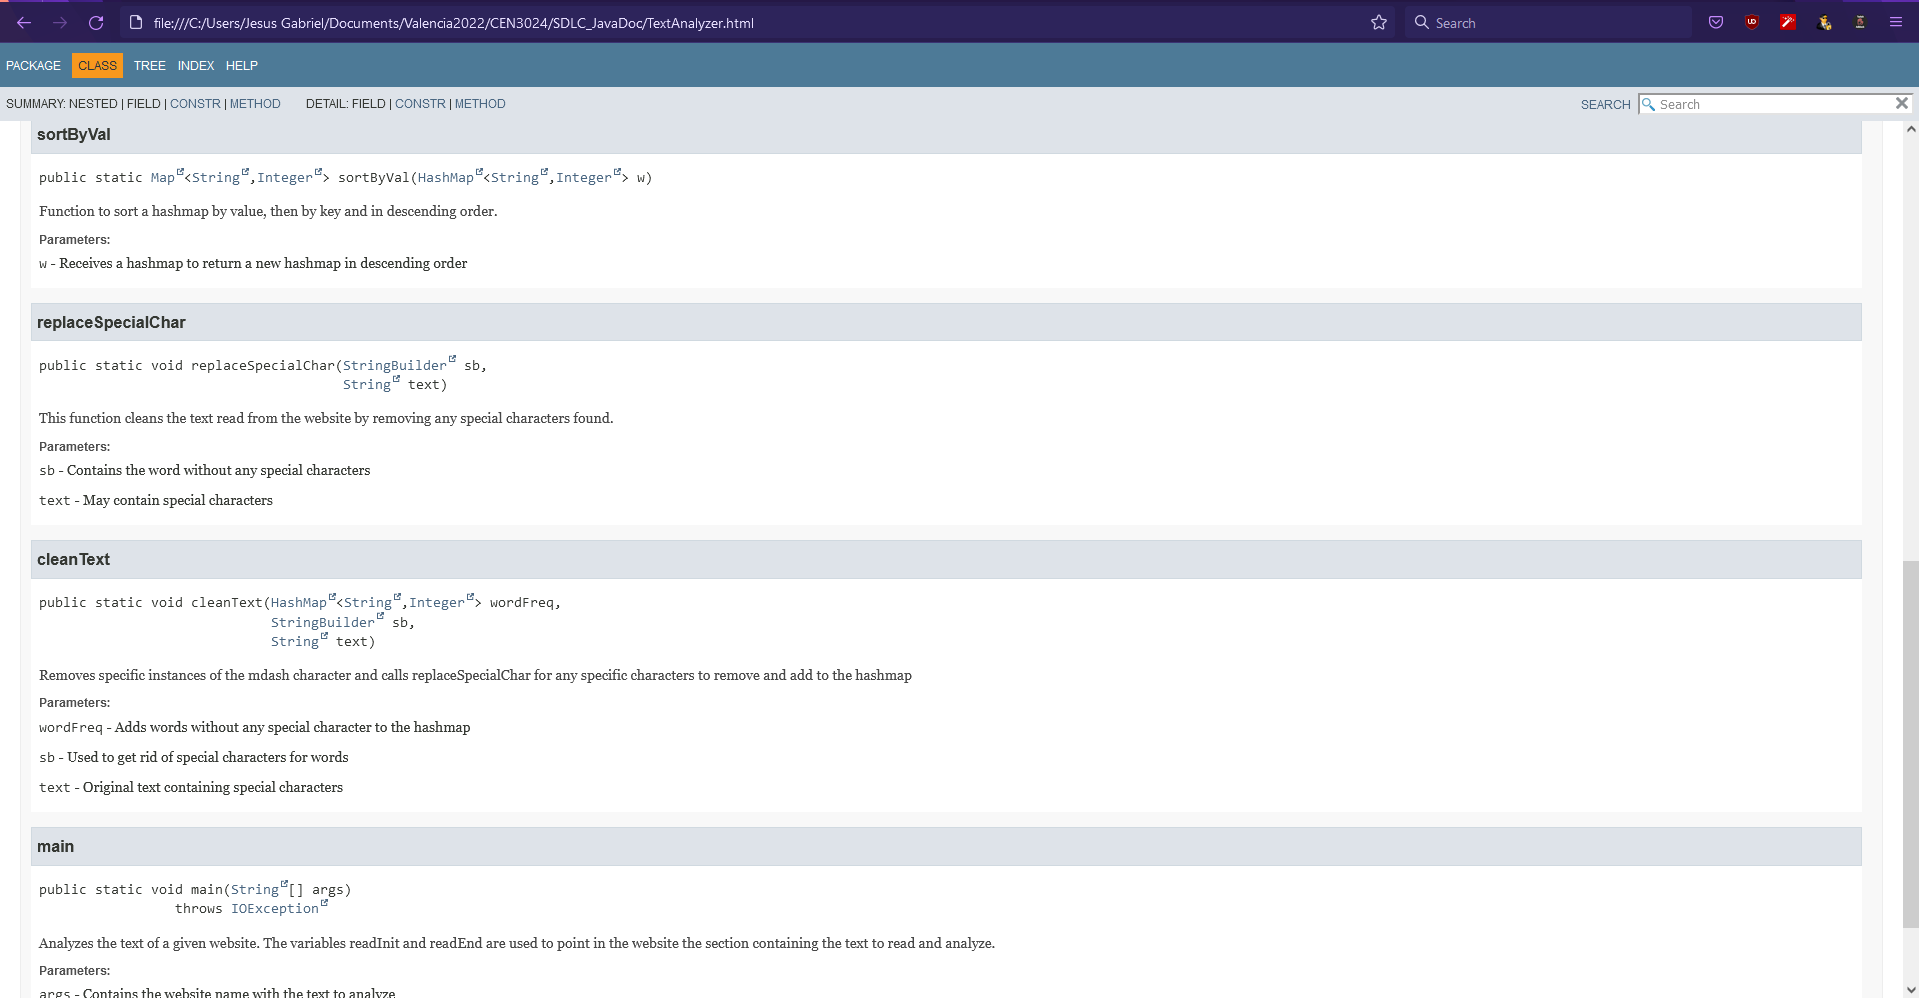 file:///C:/Users/Jesus Gabriel/Documents/Valencia2022/CEN3024/SDLC_JavaDoc/TextAnalyzer.html
Search
PACKAGE CLASS TREE INDEX HELP
SUMMARY: NESTED | FIELD | CONSTR | METHOD DETAIL: FIELD | CONSTR | METHOD
SEARCH Search
sortByVal
public static Map<String,Integer> sortByVal(HashMap<String,Integer> w)
Function to sort a hashmap by value, then by key and in descending order.
Parameters:
w - Receives a hashmap to return a new hashmap in descending order
replaceSpecialChar
public static void replaceSpecialChar(StringBuilder sb,
String text)
This function cleans the text read from the website by removing any special characters found.
Parameters:
sb - Contains the word without any special characters
text - May contain special characters
cleanText
public static void cleanText(HashMap<String,Integer> wordFreq,
StringBuilder sb,
String text)
Removes specific instances of the mdash character and calls replaceSpecialChar for any specific characters to remove and add to the hashmap
Parameters:
wordFreq - Adds words without any special character to the hashmap
sb - Used to get rid of special characters for words
text - Original text containing special characters
main
public static void main(String[] args)
throws IOException
Analyzes the text of a given website. The variables readInit and readEnd are used to point in the website the section containing the text to read and analyze.
Parameters:
args - Contains the website name with the text to analyze